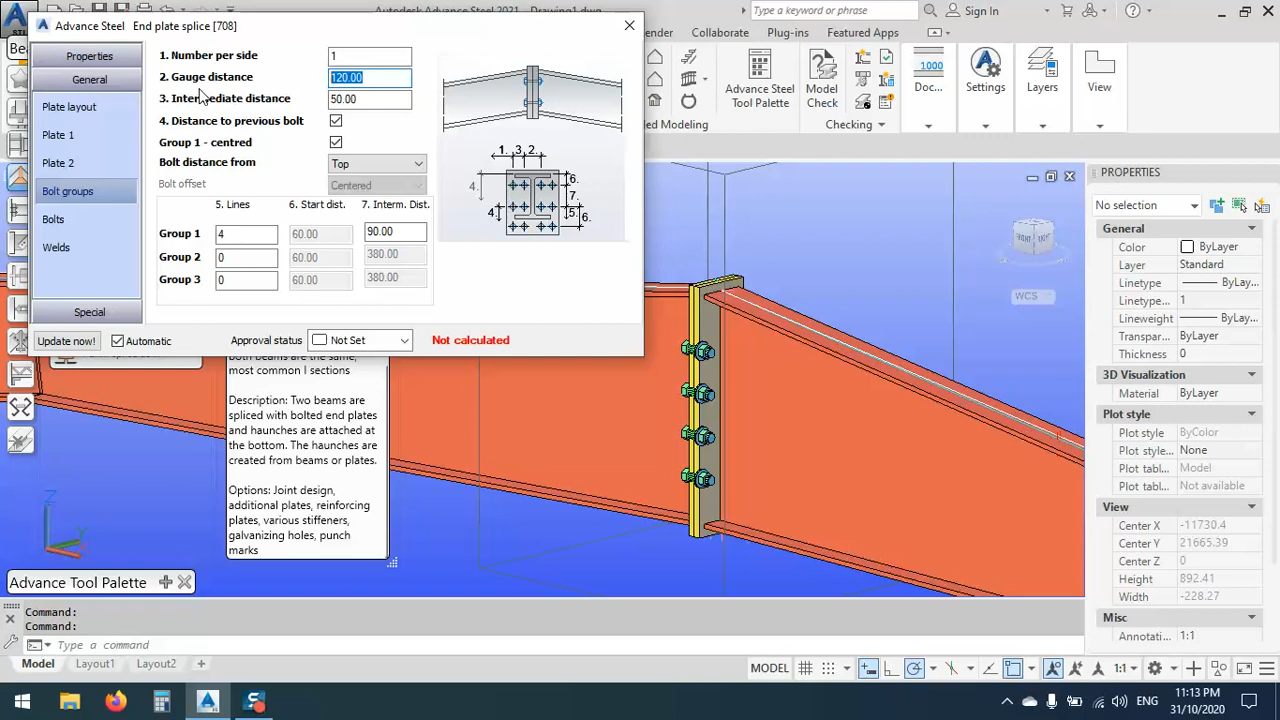 Autodesk Advance Steel 2021 Drawing1.dwg
Type a keyword or phrase
Sign In
Advance Steel   End plate splice [708]
Collaborate
Plug-ins
Featured Apps
Properties
General
Plate layout
Plate 1
Plate 2
Bolt groups
Bolts
Welds
Special
1. Number per side
1
2. Gauge distance
120.00
3. Intermediate distance
50.00
4. Distance to previous bolt
Group 1 - centred
Bolt distance from
Top
Bolt offset
Centered
5. Lines
6. Start dist.
7. Interm. Dist.
Group 1
4
60.00
90.00
Group 2
0
60.00
380.00
Group 3
0
60.00
380.00
1. 3. 2.
6.
7.
4.
4.
5.
6.
Update now!
Automatic
Approval status
Not Set
Not calculated
Advance Steel
Tool Palette
Model
Check
1000
Doc...
Settings
Layers
View
Checking
PROPERTIES
No selection
General
Color
ByLayer
Layer
Standard
Linetype
ByLay...
Linetype...
1
Lineweight
ByLay...
Transpar...
ByLayer
Thickness
0
3D Visualization
Material
ByLayer
Plot style
Plot style
ByColor
Plot style
None
Plot tabl...
Model
Plot tab...
Not available
View
Center X
-11730.4
Center Y
21665.39
Center Z
0
Height
892.41
Width
-228.27
Misc
Annotati...
1:1
FRONT
WCS
Both beams are the same,
most common I sections
Description: Two beams are
spliced with bolted end plates
and haunches are attached at
the bottom. The haunches are
created from beams or plates.
Options: Joint design,
additional plates, reinforcing
plates, various stiffeners,
galvanizing holes, punch
marks
Z
Advance Tool Palette
Command:
Command:
Type a command
Model
Layout1
Layout2
MODEL
1:1
ENG
11:13 PM
31/10/2020